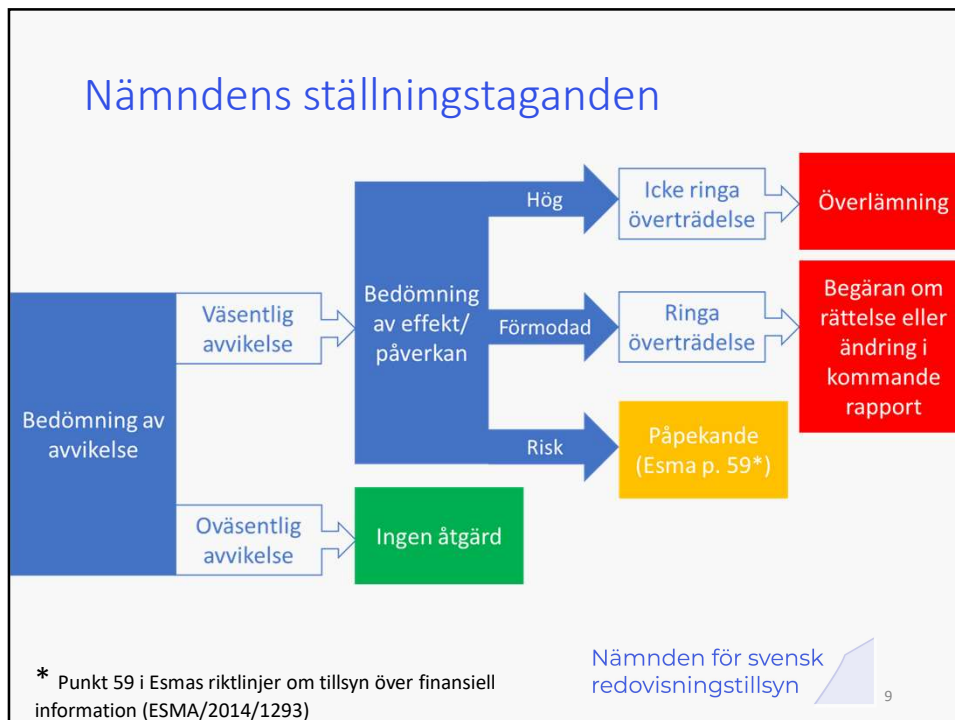 Nämndens ställningstaganden
Bedömning av
avvikelse
Väsentlig
avvikelse
Oväsentlig
avvikelse
Bedömning
av effekt/
påverkan
Ingen åtgärd
Hög
Förmodad
Risk
Icke ringa
överträdelse
Ringa
överträdelse
Påpekande
(Esma p. 59*)
Överlämning
Begäran om
rättelse eller
ändring i
kommande
rapport
* Punkt 59 i Esmas riktlinjer om tillsyn över finansiell
information (ESMA/2014/1293)
Nämnden för svensk
redovisningstillsyn
9